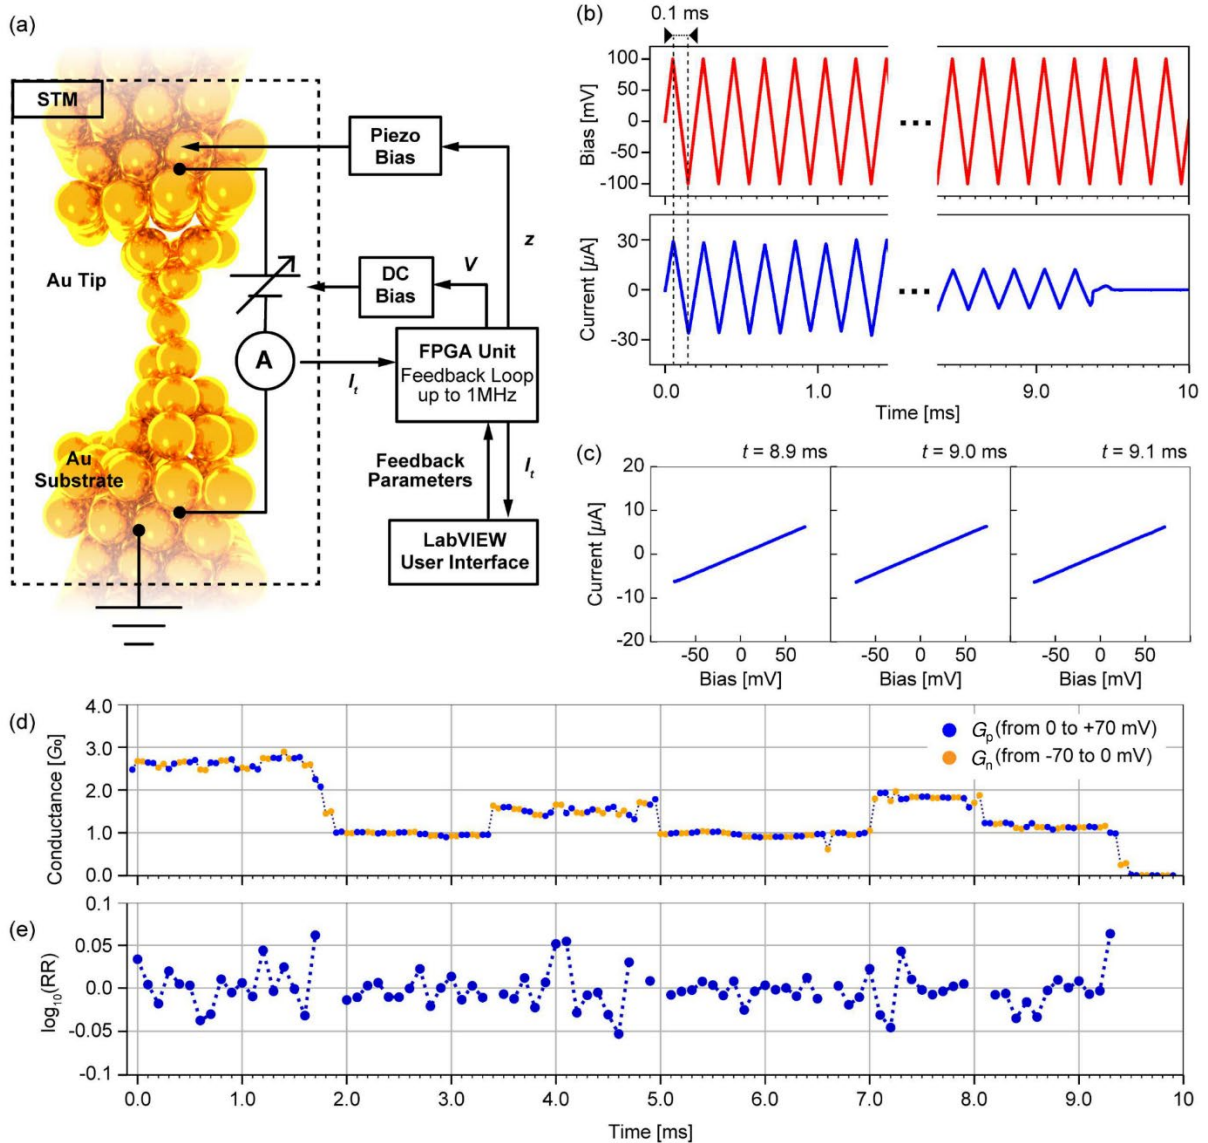 (a)
STM
Au Tip
Au
Substrate
Piezo
Bias
DC
Bias
V
z
A
I_t
FPGA Unit
Feedback Loop
up to 1MHz
Feedback
Parameters
I_t
LabVIEW
User Interface
(b)
0.1 ms
Bias [mV]
100
50
0
-50
-100
Current [µA]
30
0
-30
0.0 1.0 9.0 10
Time [ms]
(c)
t = 8.9 ms t = 9.0 ms t = 9.1 ms
Current [µA]
20
10
0
-10
-20
-50 0 50 -50 0 50 -50 0 50
Bias [mV] Bias [mV] Bias [mV]
(d)
Conductance [G₀]
4.0
3.0
2.0
1.0
0.0
G_p (from 0 to +70 mV)
G_n (from -70 to 0 mV)
(e)
log₁₀(RR)
0.1
0.05
0.0
-0.05
-0.1
0.0 1.0 2.0 3.0 4.0 5.0 6.0 7.0 8.0 9.0 10
Time [ms]